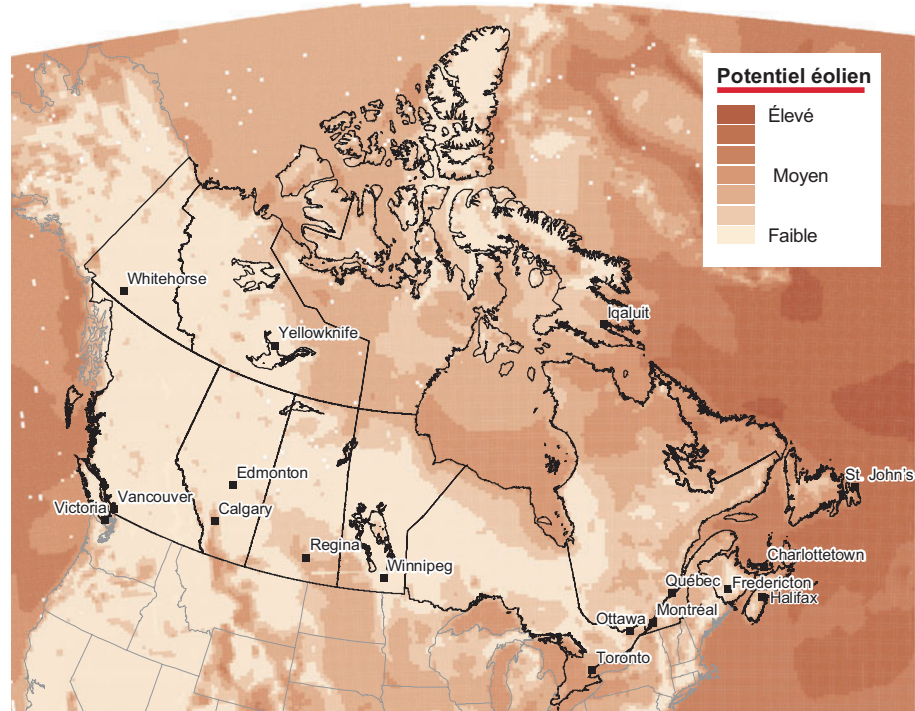 Potentiel éolien
Élevé
Moyen
Faible
Whitehorse
Iqaluit
Yellowknife
Edmonton
St. John's
Vancouver
Victoria
Calgary
Regina
Charlottetown
Winnipeg
Québec
Fredericton
Halifax
Ottawa
Montréal
Toronto